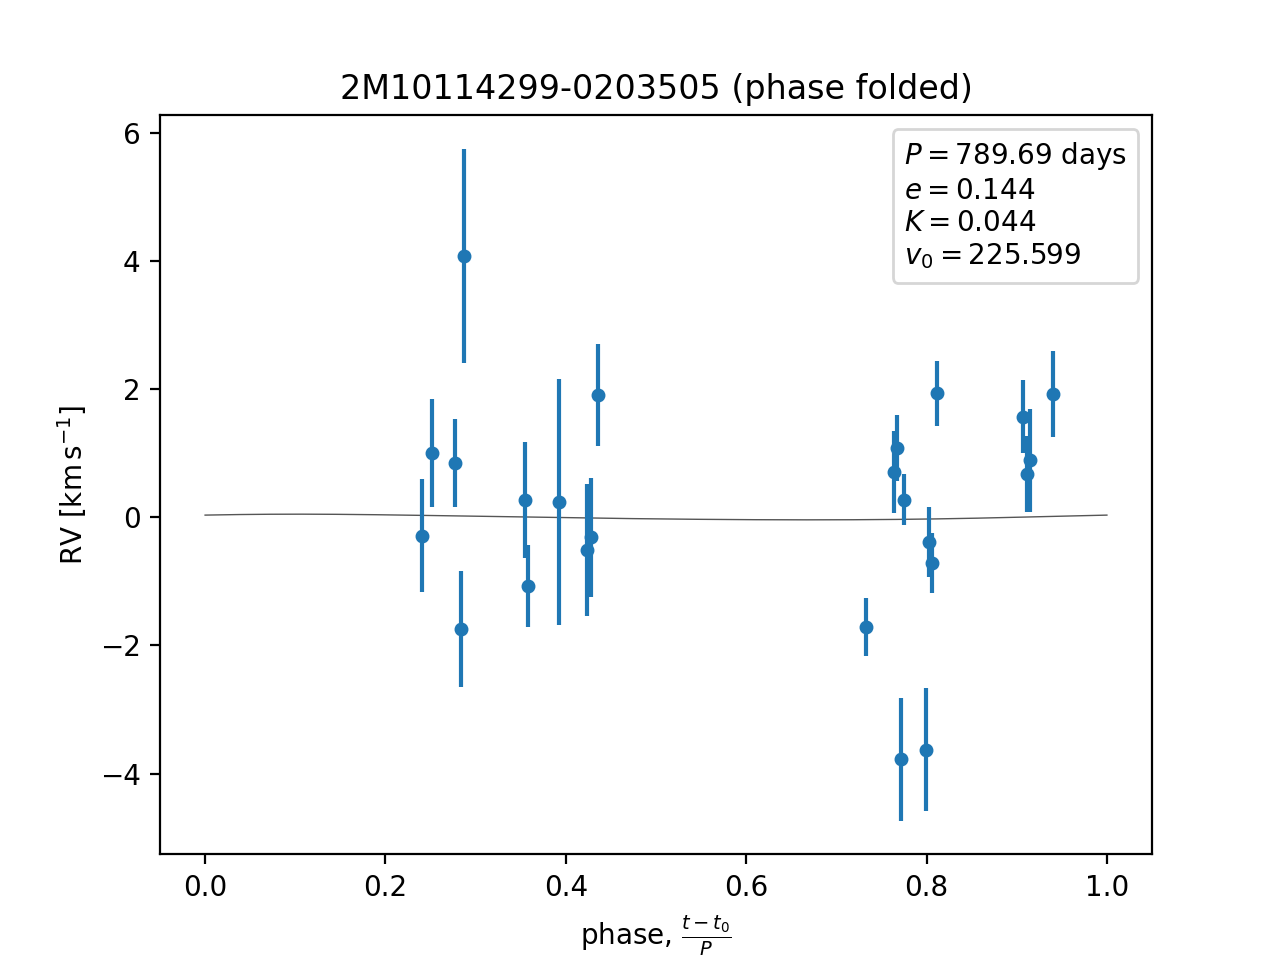 2M10114299-0203505 (phase folded)
P = 789.69 days
e = 0.144
K = 0.044
v₀ = 225.599
RV [km s⁻¹]
6
4
2
0
−2
−4
0.0 0.2 0.4 0.6 0.8 1.0
phase, (t − t₀)/P